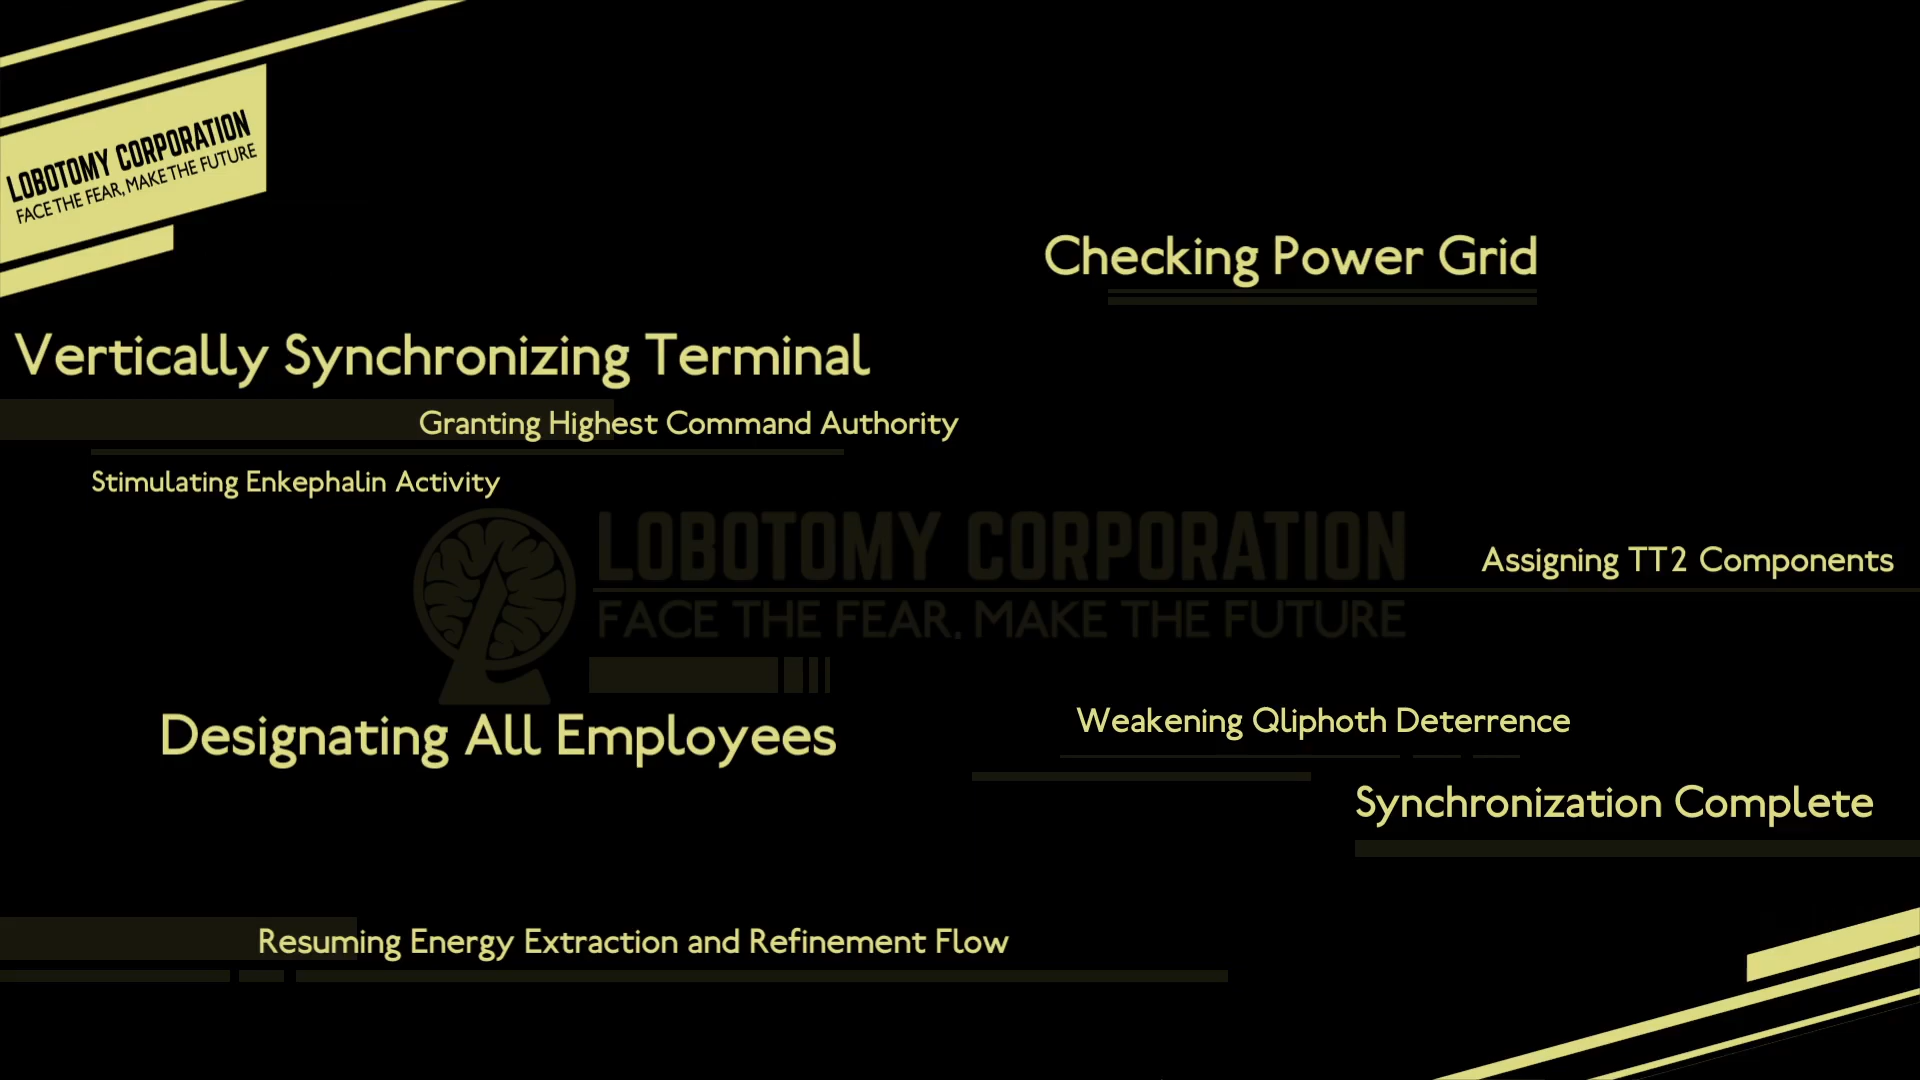 LOBOTOMY CORPORATION
FACE THE FEAR, MAKE THE FUTURE
Checking Power Grid
Vertically Synchronizing Terminal
Granting Highest Command Authority
Stimulating Enkephalin Activity
LOBOTOMY CORPORATION
FACE THE FEAR, MAKE THE FUTURE
Assigning TT2 Components
Designating All Employees
Weakening Qliphoth Deterrence
Synchronization Complete
Resuming Energy Extraction and Refinement Flow